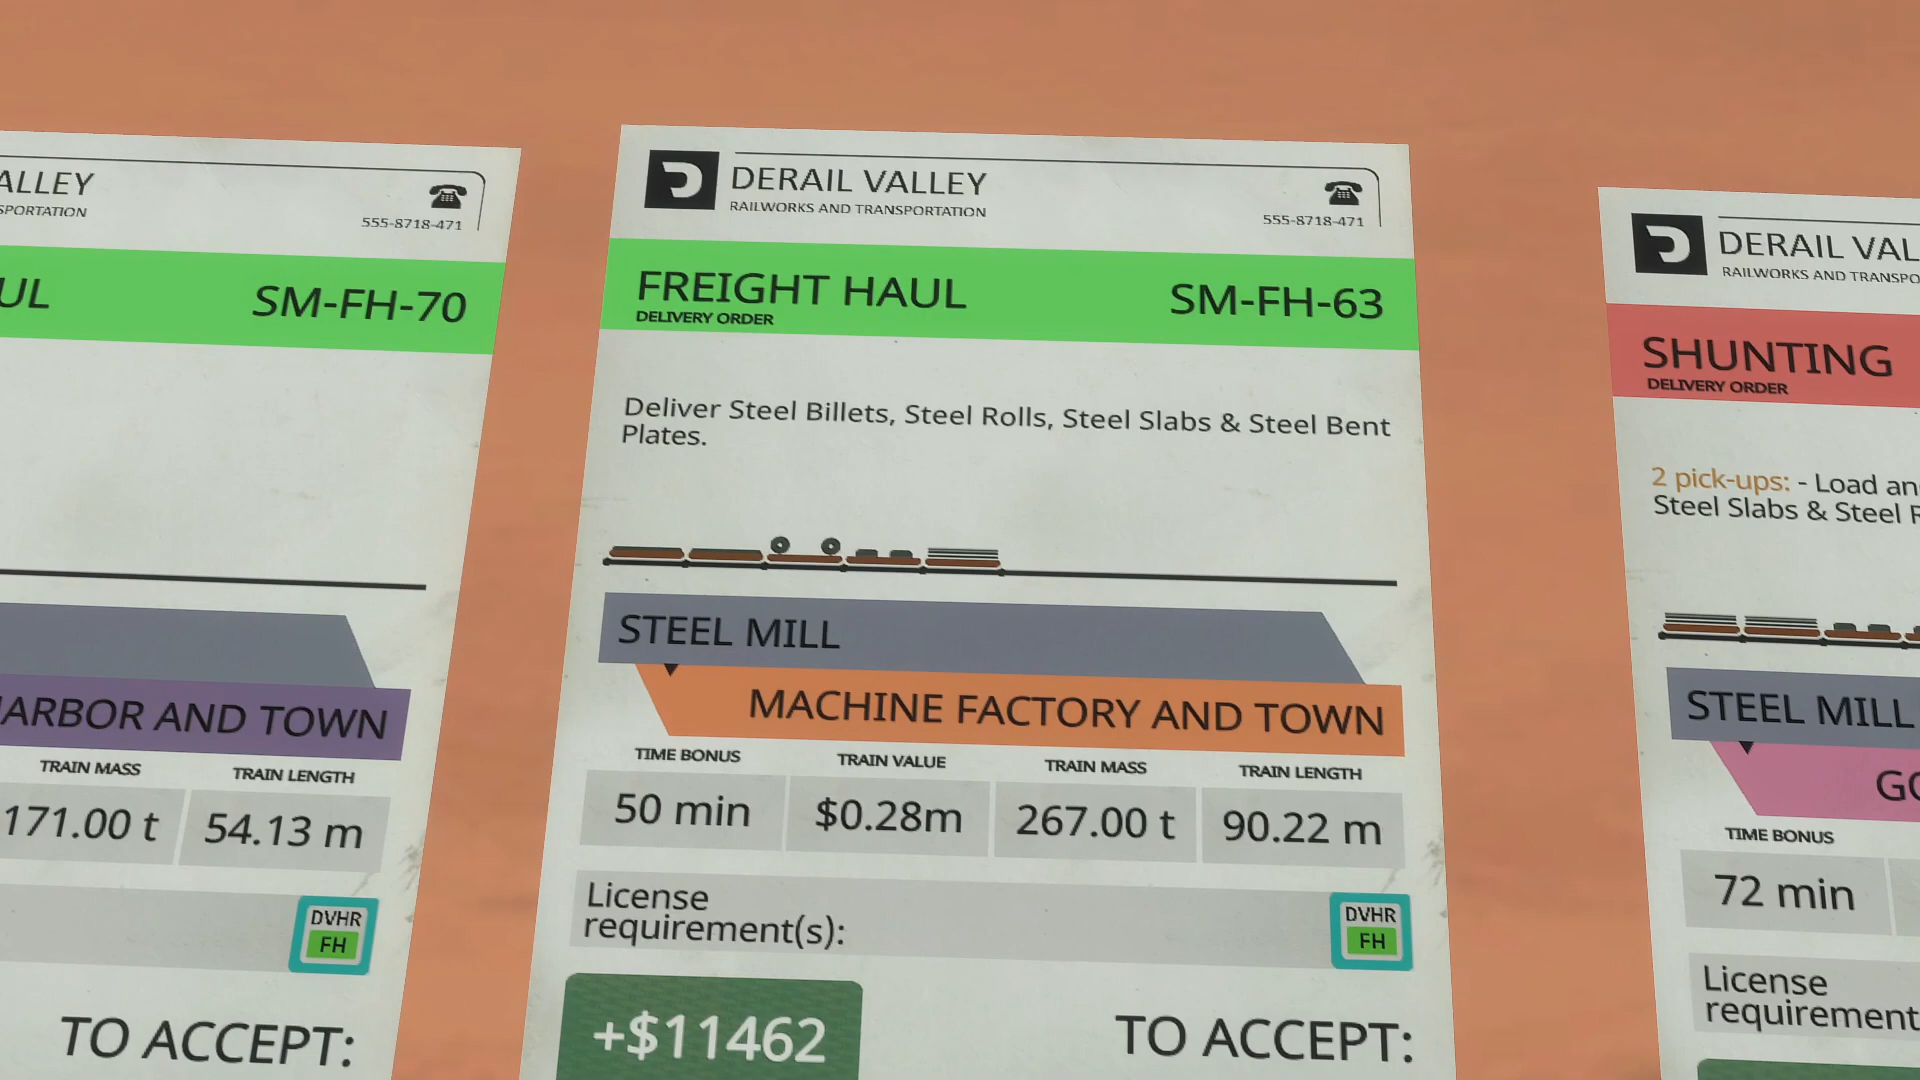 ALLEY
SPORTATION
555-8718-471
UL
SM-FH-70
ARBOR AND TOWN
TRAIN MASS
TRAIN LENGTH
171.00 t
54.13 m
DVHR
FH
TO ACCEPT:
DERAIL VALLEY
RAILWORKS AND TRANSPORTATION
555-8718-471
FREIGHT HAUL
SM-FH-63
DELIVERY ORDER
Deliver Steel Billets, Steel Rolls, Steel Slabs & Steel Bent
Plates.
STEEL MILL
MACHINE FACTORY AND TOWN
TIME BONUS
TRAIN VALUE
TRAIN MASS
TRAIN LENGTH
50 min
$0.28m
267.00 t
90.22 m
License
requirement(s):
DVHR
FH
+$11462
TO ACCEPT:
DERAIL VAL
RAILWORKS AND TRANSPO
SHUNTING
DELIVERY ORDER
2 pick-ups: - Load an
Steel Slabs & Steel R
STEEL MILL
GO
TIME BONUS
72 min
License
requirement